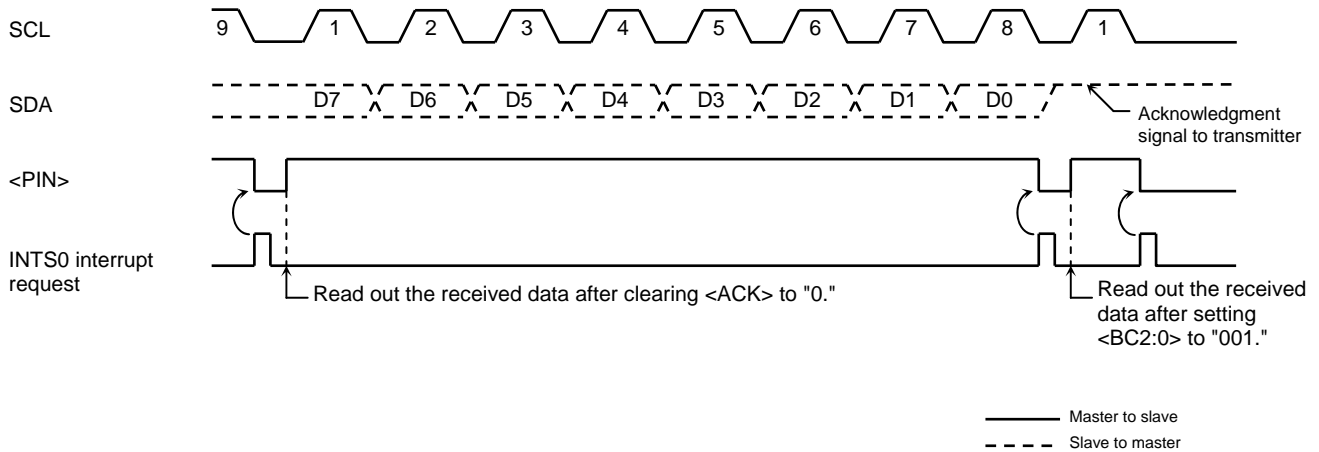 SCL
9 1 2 3 4 5 6 7 8 1
SDA
D7 D6 D5 D4 D3 D2 D1 D0
Acknowledgment
signal to transmitter
<PIN>
INTS0 interrupt
request
Read out the received data after clearing <ACK> to "0."
Read out the received
data after setting
<BC2:0> to "001."
Master to slave
Slave to master